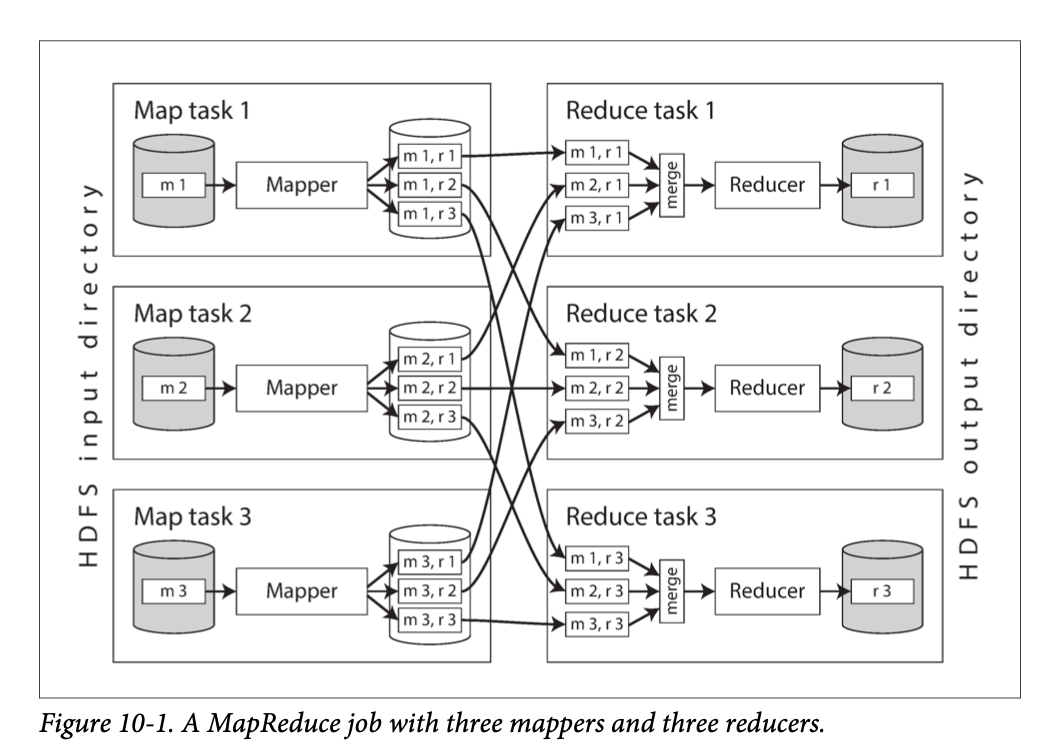 HDFS input directory
Map task 1
m 1
Mapper
m 1, r 1
m 1, r 2
m 1, r 3
Map task 2
m 2
Mapper
m 2, r 1
m 2, r 2
m 2, r 3
Map task 3
m 3
Mapper
m 3, r 1
m 3, r 2
m 3, r 3
Reduce task 1
m 1, r 1
m 2, r 1
m 3, r 1
merge
Reducer
r 1
Reduce task 2
m 1, r 2
m 2, r 2
m 3, r 2
merge
Reducer
r 2
Reduce task 3
m 1, r 3
m 2, r 3
m 3, r 3
merge
Reducer
r 3
HDFS output directory
Figure 10-1. A MapReduce job with three mappers and three reducers.